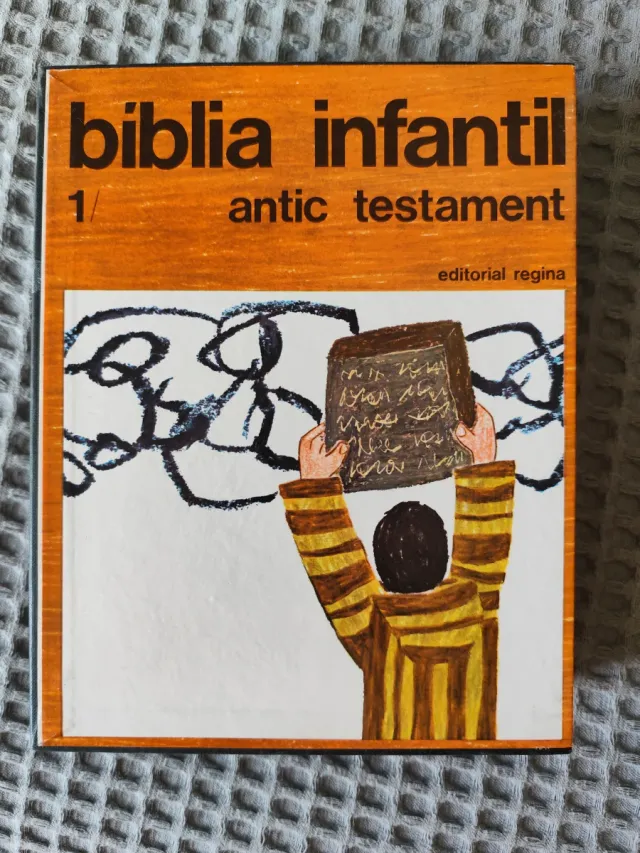 bíblia infantil
1/ antic testament
editorial regina